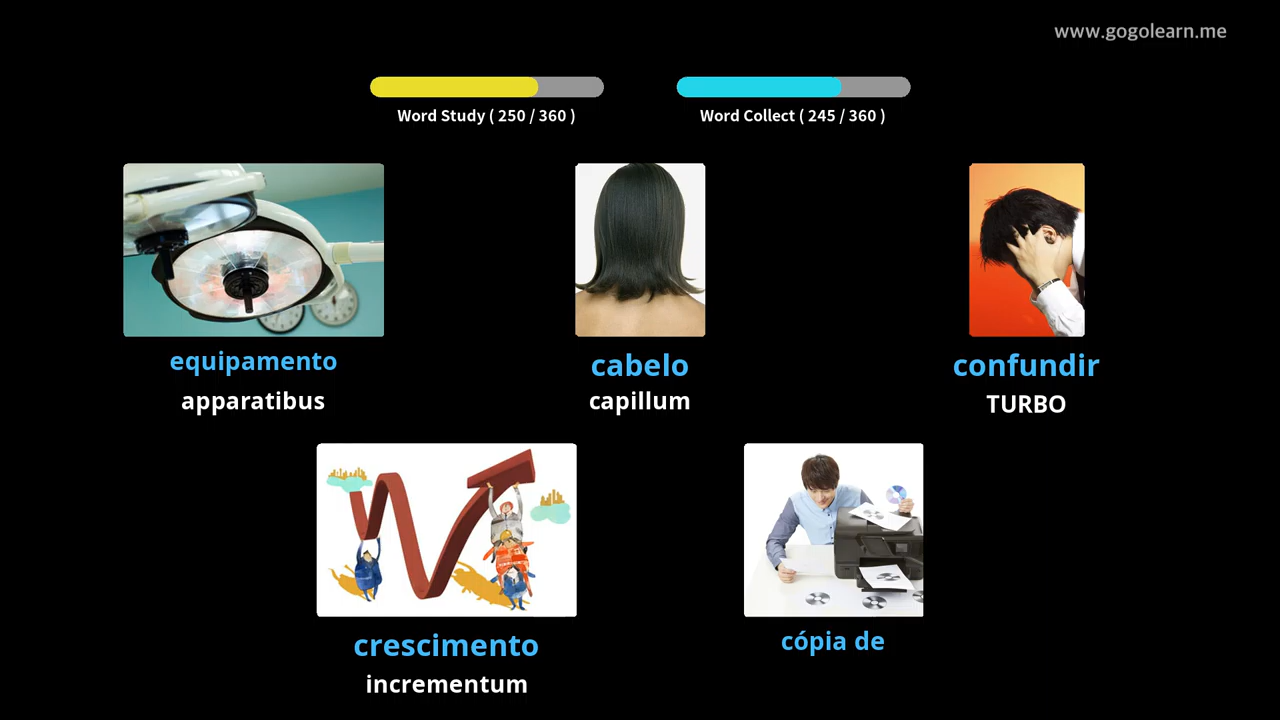 www.gogolearn.me
Word Study ( 250 / 360 )
Word Collect ( 245 / 360 )
equipamento
apparatibus
cabelo
capillum
confundir
TURBO
crescimento
incrementum
cópia de